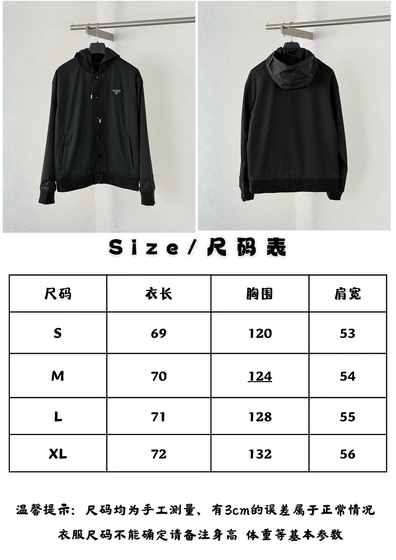 Size/尺码表
尺码 衣长 胸围 肩宽
S 69 120 53
M 70 124 54
L 71 128 55
XL 72 132 56
温馨提示：尺码均为手工测量、有3cm的误差属于正常情况
衣服尺码不能确定请备注身高 体重等基本参数